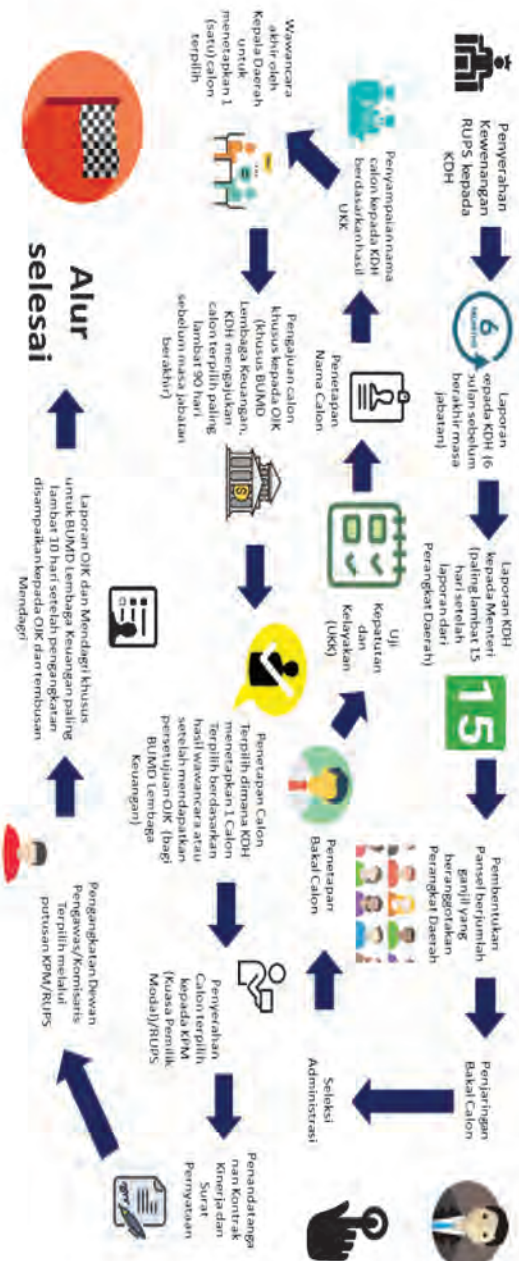 Penyerahan
Kewenangan
RUPS kepada
KDH
6
Laporan
kepada KDH (6
bulan sebelum
berakhir masa
jabatan)
Laporan KDH
kepada Menteri
(paling lambat 15
hari setelah
laporan dari
Perangkat Daerah)
15
Pembentukan
Pansel berjumlah
ganjil yang
beranggotakan
Perangkat Daerah
Penjaringan
Bakal Calon
Seleksi
Administrasi
Penetapan
Bakal Calon
Uji
Kepatutan
dan
Kelayakan
(UKK)
Penetapan
Nama Calon
Penyampaian nama
calon kepada KDH
berdasarkan hasil
UKK
Wawancara
akhir oleh
Kepala Daerah
untuk
menetapkan 1
(satu) calon
terpilih
Pengajuan calon
khusus kepada OJK
(khusus BUMD
Lembaga Keuangan,
KDH mengajukan
calon terpilih paling
lambat 90 hari
sebelum masa jabatan
berakhir)
Penetapan Calon
Terpilih dimana KDH
menetapkan 1 Calon
Terpilih berdasarkan
hasil wawancara atau
setelah mendapatkan
persetujuan OJK (bagi
BUMD Lembaga
Keuangan)
Penyerahan
Calon terpilih
kepada KPM
(Kuasa Pemilik
Modal)/RUPS
Penandatanga
nan Kontrak
Kinerja dan
Surat
Pernyataan
Pengangkatan Dewan
Pengawas/Komisaris
Terpilih melalui
putusan KPM/RUPS
Laporan OJK dan Mendagri khusus
untuk BUMD Lembaga Keuangan paling
lambat 10 hari setelah pengangkatan
disampaikan kepada OJK dan tembusan
Mendagri
Alur
selesai